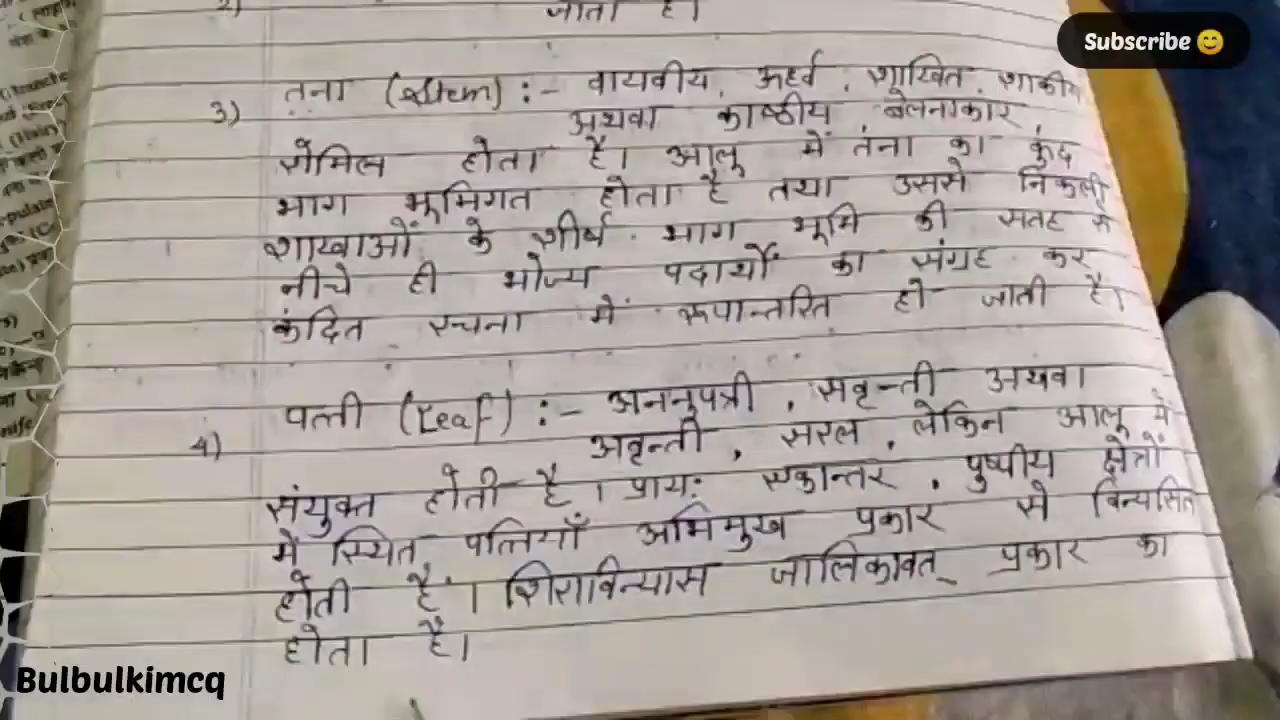 2)
जाता है।
Subscribe 😊
3) तना (Stem) :- वायवीय, ऊर्ध्व, शाखित, शाकीय
अथवा काष्ठीय बेलनाकार
रोमिल होता है। आलू में तना का कुंद
भाग भूमिगत होता है तथा उससे निकली
शाखाओं के शीर्ष भाग भूमि की सतह के
नीचे ही भोज्य पदार्थों का संग्रह कर
कंदित रचना में रूपान्तरित हो जाती है।
4) पत्ती (Leaf) :- अननुपत्री, सवृन्ती अथवा
अवृन्ती, सरल, लेकिन आलू में
संयुक्त होती है। प्रायः एकान्तर, पुष्पीय क्षेत्रों
में स्थित पत्तियाँ अभिमुख प्रकार से विन्यसित
होती है। शिराविन्यास जालिकावत् प्रकार का
होता है।
Bulbulkimcq